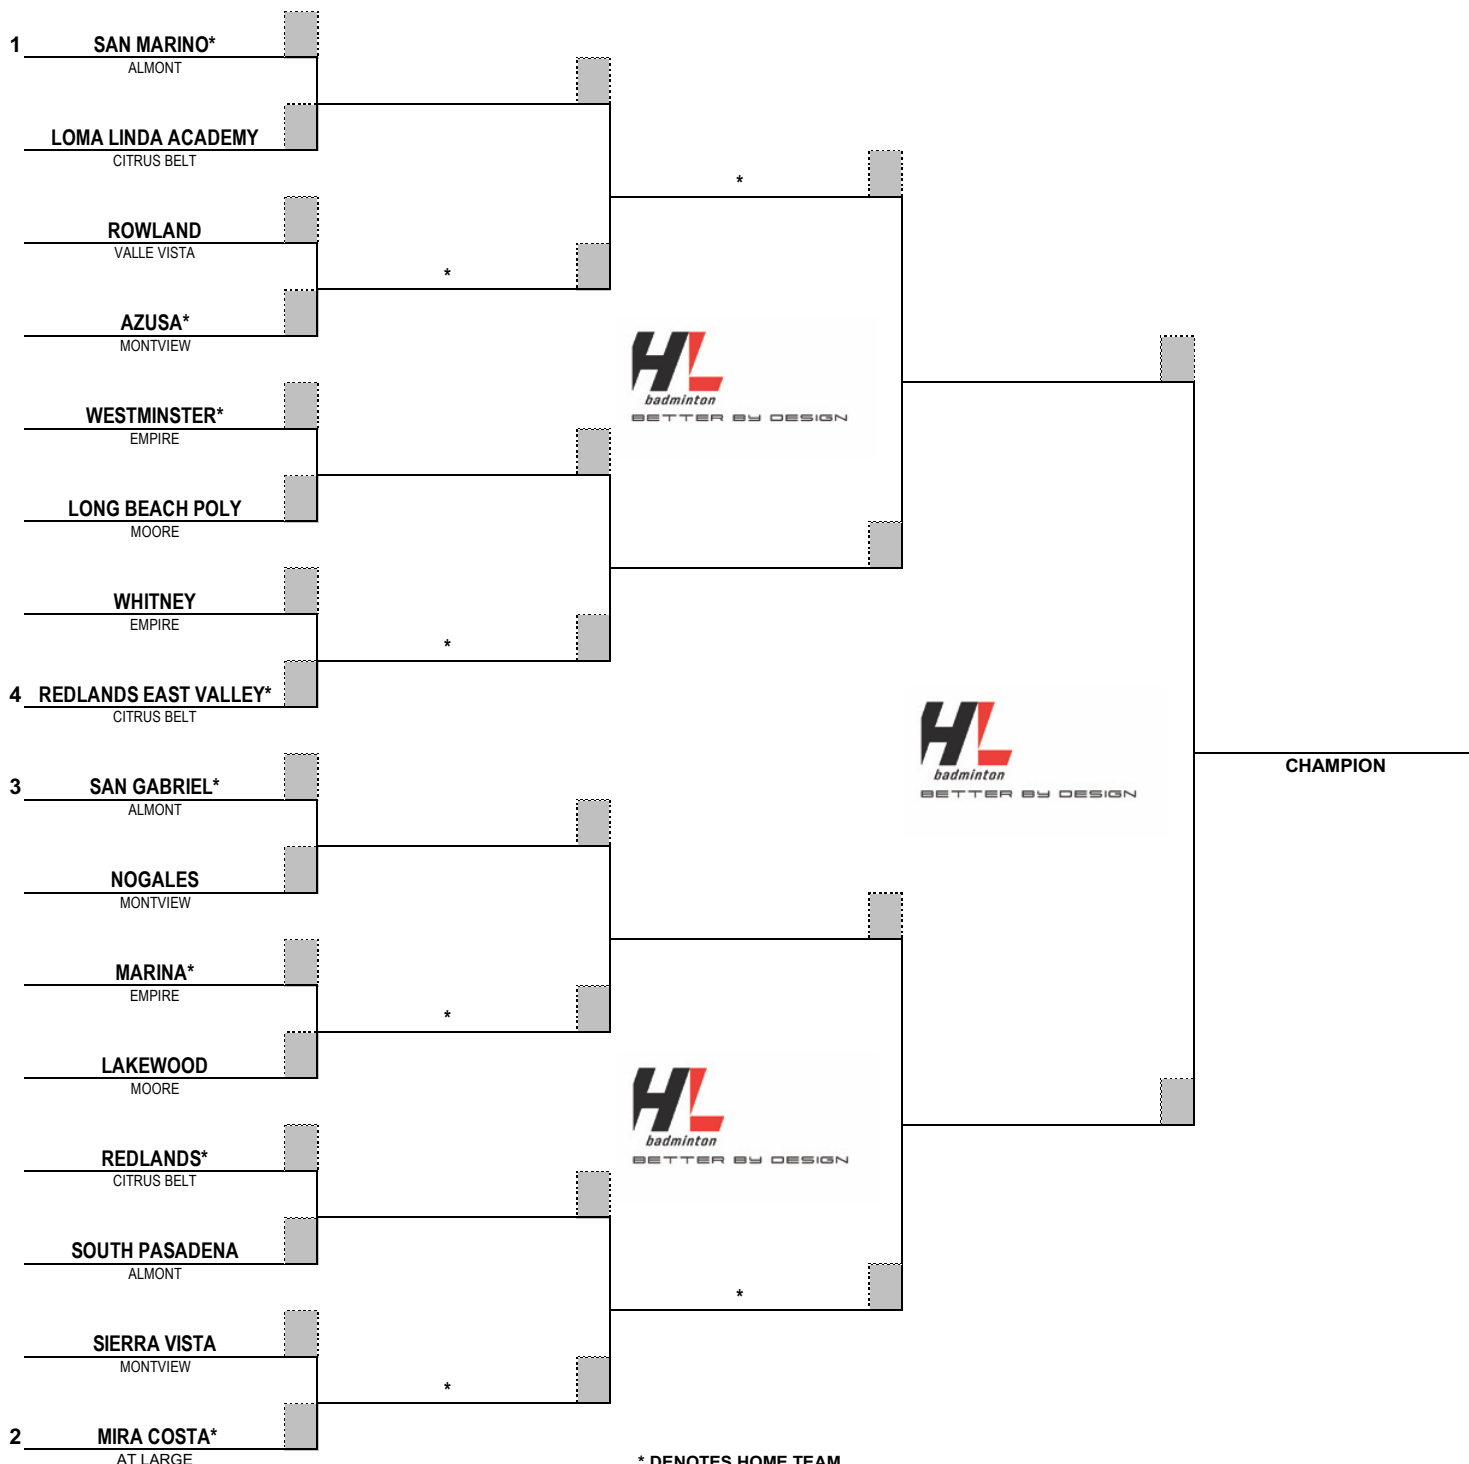 1 SAN MARINO*
ALMONT
LOMA LINDA ACADEMY
CITRUS BELT
*
ROWLAND
VALLE VISTA
*
AZUSA*
MONTVIEW
HL
badminton
BETTER BY DESIGN
WESTMINSTER*
EMPIRE
LONG BEACH POLY
MOORE
WHITNEY
EMPIRE
*
4 REDLANDS EAST VALLEY*
CITRUS BELT
HL
badminton
BETTER BY DESIGN
CHAMPION
3 SAN GABRIEL*
ALMONT
NOGALES
MONTVIEW
MARINA*
EMPIRE
*
LAKEWOOD
MOORE
HL
badminton
BETTER BY DESIGN
REDLANDS*
CITRUS BELT
SOUTH PASADENA
ALMONT
*
SIERRA VISTA
MONTVIEW
*
2 MIRA COSTA*
AT LARGE
* DENOTES HOME TEAM